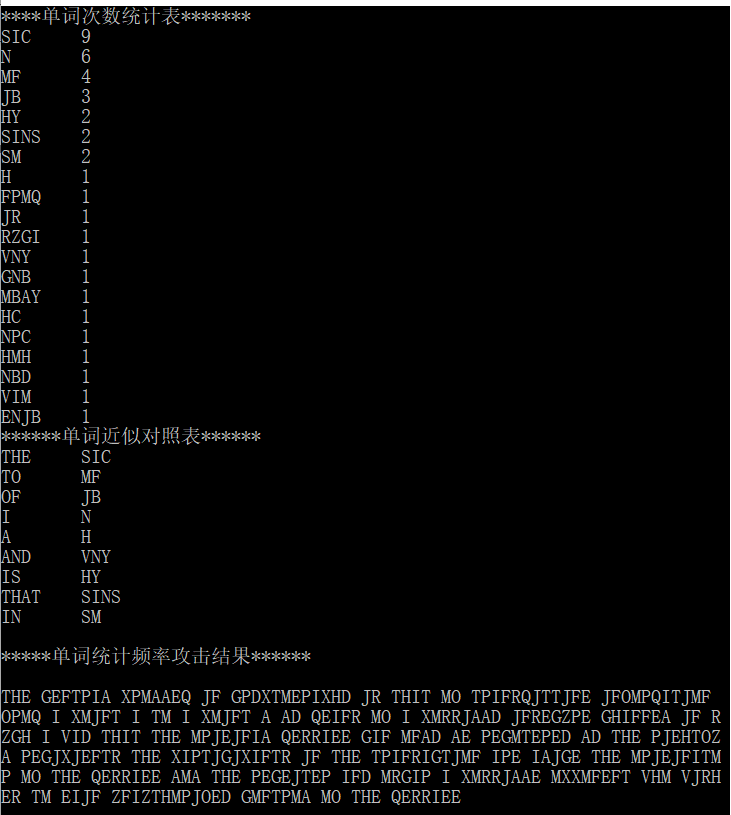 ****单词次数统计表*******
SIC 9
N 6
MF 4
JB 3
HY 2
SINS 2
SM 2
H 1
FPMQ 1
JR 1
RZGI 1
VNY 1
GNB 1
MBAY 1
HC 1
NPC 1
HMH 1
NBD 1
VIM 1
ENJB 1
******单词近似对照表******
THE SIC
TO MF
OF JB
I N
A H
AND VNY
IS HY
THAT SINS
IN SM
*****单词统计频率攻击结果******
THE GEFTPIA XPMAAEQ JF GPDXTMEPIXHD JR THIT MO TPIFRQJTTJFE JFOMPQITJMF
OPMQ I XMJFT I TM I XMJFT A AD QEIFR MO I XMRRJAAD JFREGZPE GHIFFEA JF R
ZGH I VID THIT THE MPJEJFIA QERRIEE GIF MFAD AE PEGMTEPED AD THE PJEHTOZ
A PEGJXJEFTR THE XIPTJGJXIFTR JF THE TPIFRIGTJMF IPE IAJGE THE MPJEJFITM
P MO THE QERRIEE AMA THE PEGEJTEP IFD MRGIP I XMRRJAAE MXXMFEFT VHM VJRH
ER TM EIJF ZFIZTHMPJOED GMFTPMA MO THE QERRIEE